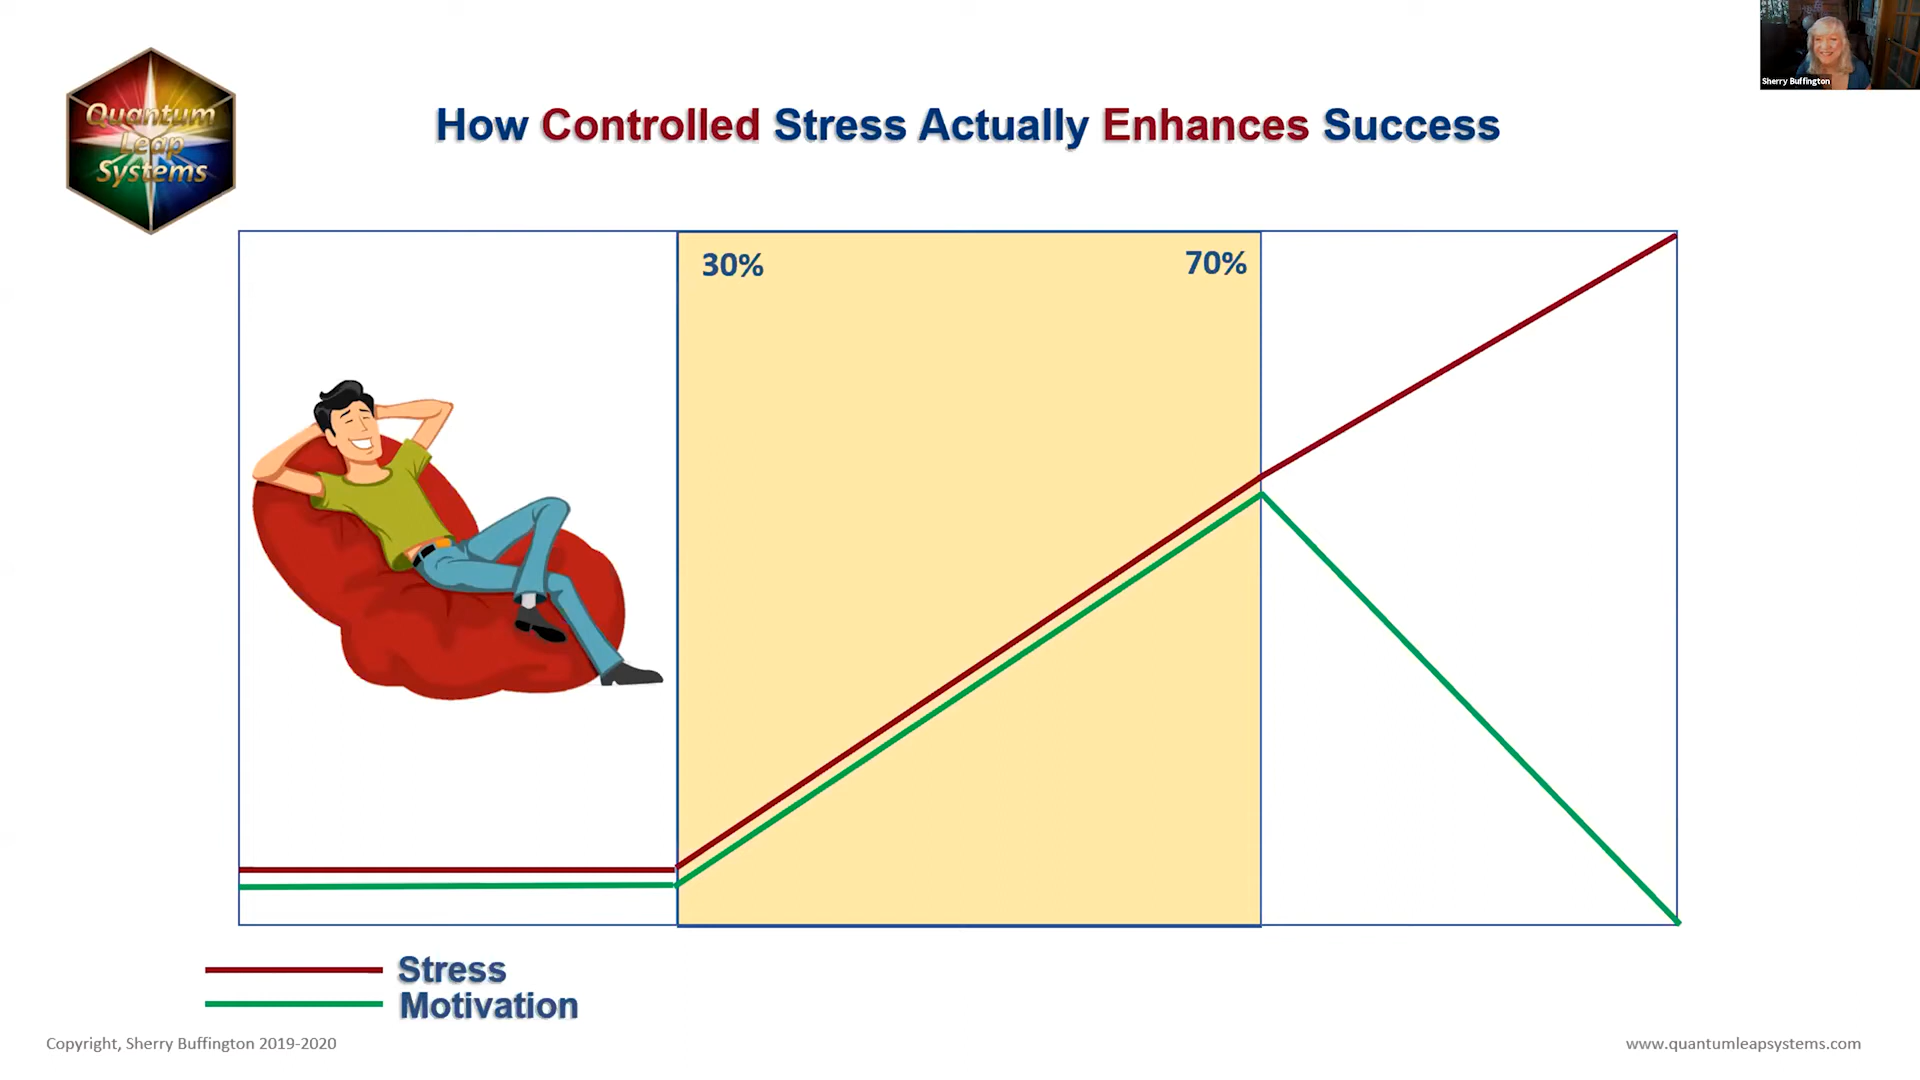 Sherry Buffington
Quantum
Leap
Systems
How Controlled Stress Actually Enhances Success
30%
70%
Stress
Motivation
Copyright, Sherry Buffington 2019-2020
www.quantumleapsystems.com